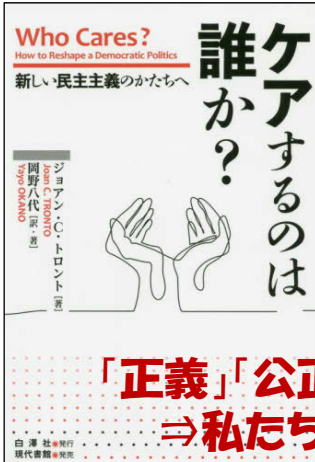 Who Cares?
How to Reshape a Democratic Politics
新しい民主主義のかたちへ
ケアするのは
誰か?
ジョアン・C・トロント[著]
Joan C. TRONTO
岡野八代[訳・著]
Yayo OKANO
「正義」「公正
⇒私たち
白澤社●発行
現代書館●発売